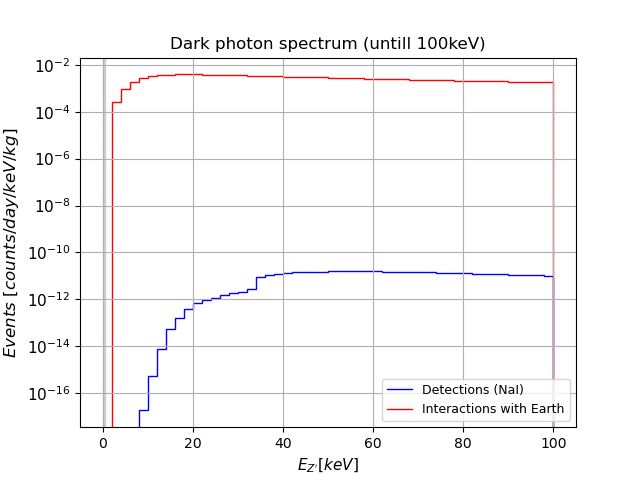 Dark photon spectrum (untill 100keV)
Events [counts/day/keV/kg]
10⁻²
10⁻⁴
10⁻⁶
10⁻⁸
10⁻¹⁰
10⁻¹²
10⁻¹⁴
10⁻¹⁶
Detections (NaI)
Interactions with Earth
0 20 40 60 80 100
E_{Z'}[keV]